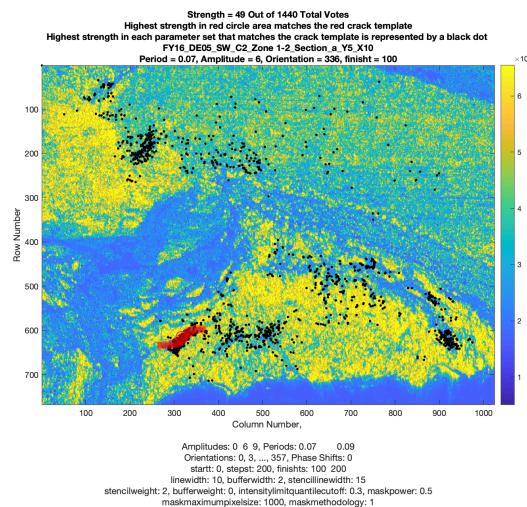 Strength = 49 Out of 1440 Total Votes
Highest strength in red circle area matches the red crack template
Highest strength in each parameter set that matches the crack template is represented by a black dot
FY16_DE05_SW_C2_Zone 1-2_Section_a_Y5_X10
Period = 0.07, Amplitude = 6, Orientation = 336, finisht = 100
×10
6
5
4
3
2
1
100
200
300
400
500
600
700
Row Number
100 200 300 400 500 600 700 800 900 1000
Column Number,
Amplitudes: 0 6 9, Periods: 0.07 0.09
Orientations: 0, 3, ..., 357, Phase Shifts: 0
startt: 0, stepst: 200, finishts: 100 200
linewidth: 10, bufferwidth: 2, stencillinewidth: 15
stencilweight: 2, bufferweight: 0, intensitylimitquantilecutoff: 0.3, maskpower: 0.5
maskmaximumpixelsize: 1000, maskmethodology: 1